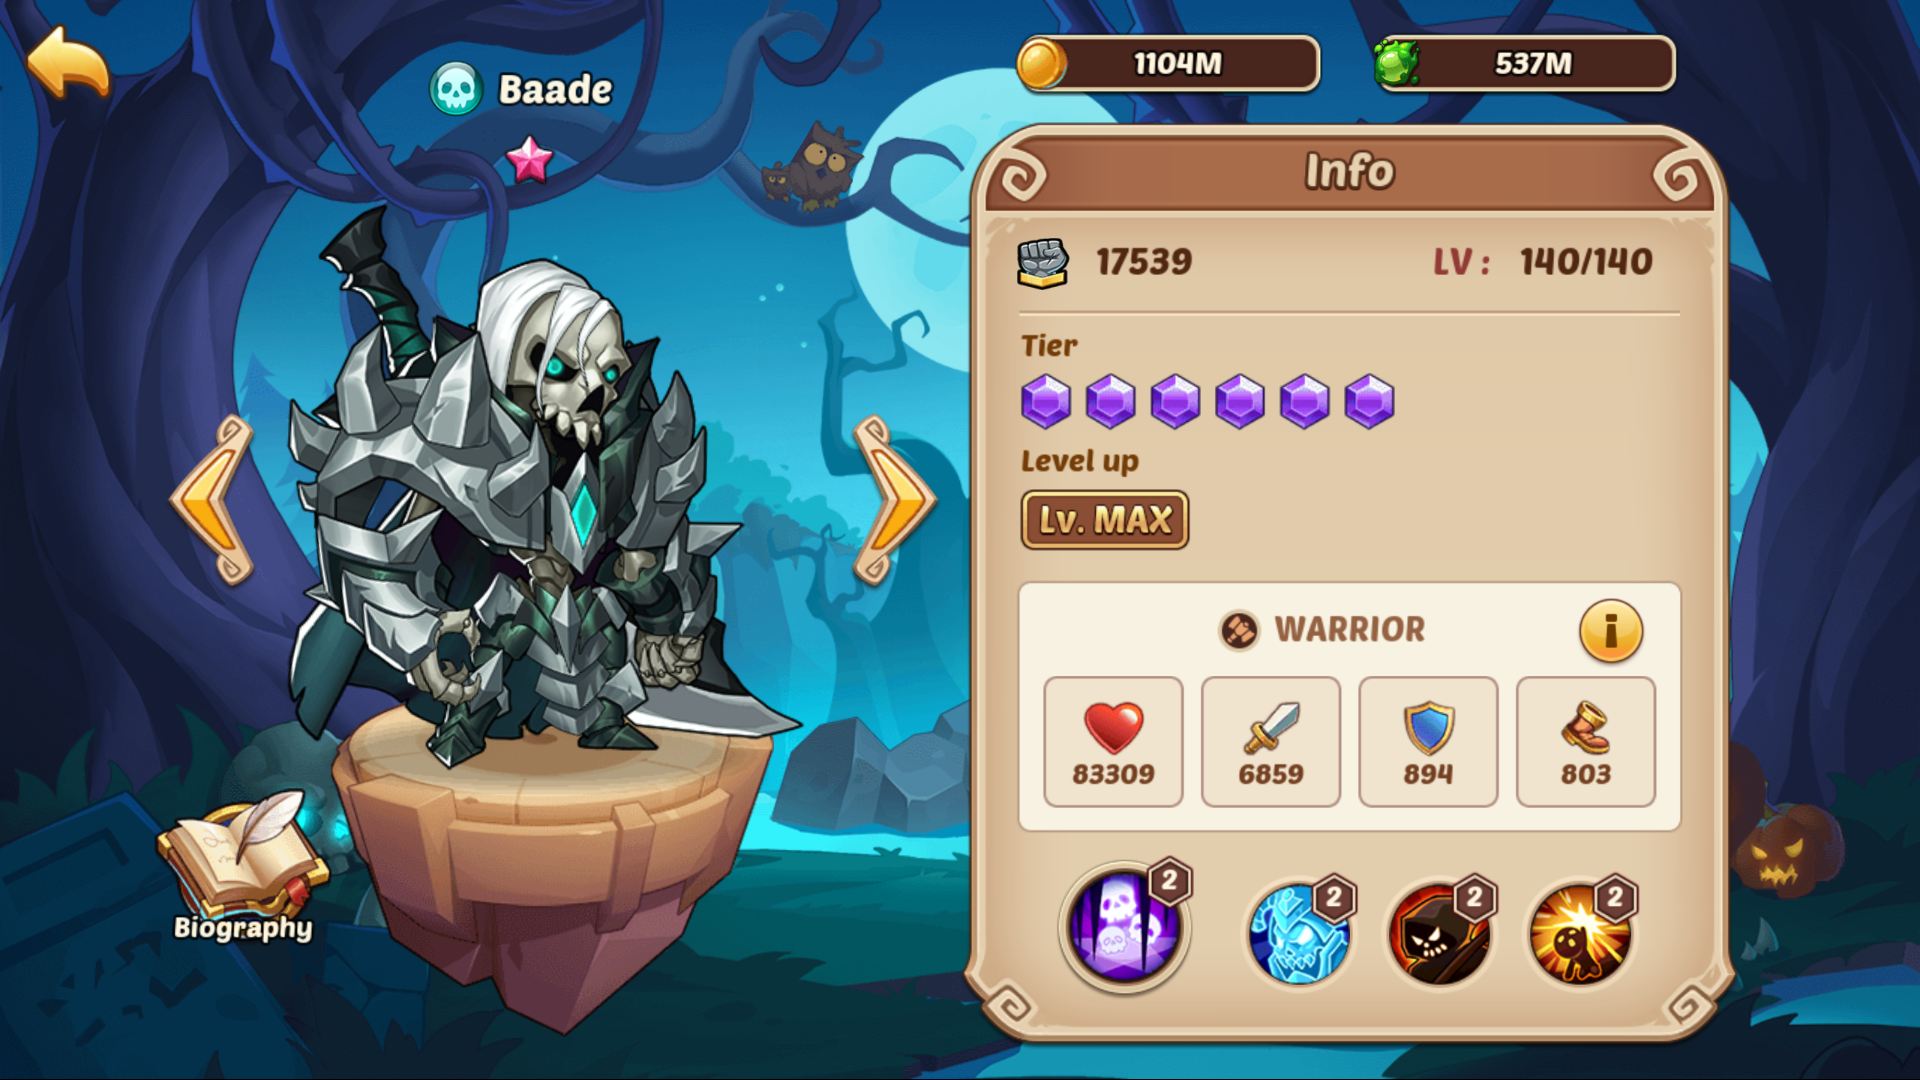 Baade
1104M
537M
Info
17539
LV : 140/140
Tier
Level up
Lv. MAX
WARRIOR
i
83309
6859
894
803
2
2
2
2
Biography